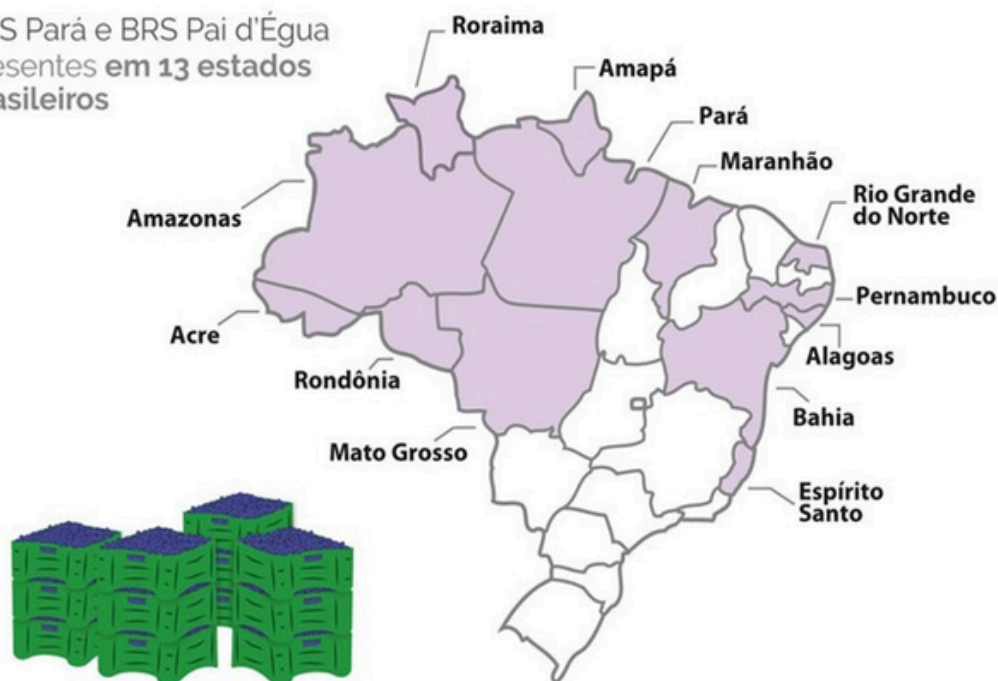 S Pará e BRS Pai d'Égua
esentes em 13 estados
asileiros
Roraima
Amapá
Pará
Maranhão
Rio Grande
do Norte
Amazonas
Pernambuco
Acre
Alagoas
Rondônia
Bahia
Mato Grosso
Espírito
Santo